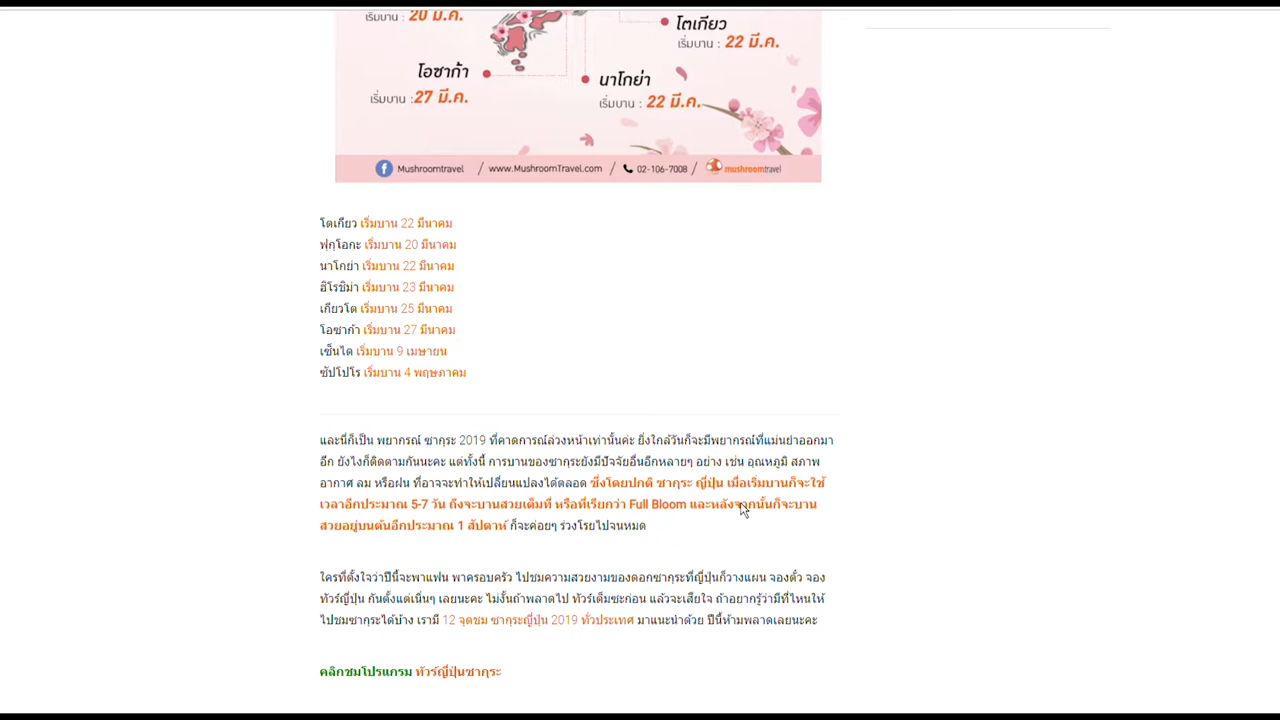 เริ่มบาน : 20 มี.ค.
โตเกียว
เริ่มบาน : 22 มี.ค.
โอซาก้า
เริ่มบาน :27 มี.ค.
นาโกย่า
เริ่มบาน : 22 มี.ค.
Mushroomtravel / www.MushroomTravel.com / 02-106-7008 / mushroomtravel
โตเกียว เริ่มบาน 22 มีนาคม
ฟุกุโอกะ เริ่มบาน 20 มีนาคม
นาโกย่า เริ่มบาน 22 มีนาคม
ฮิโรชิม่า เริ่มบาน 23 มีนาคม
เกียวโต เริ่มบาน 25 มีนาคม
โอซาก้า เริ่มบาน 27 มีนาคม
เซ็นได เริ่มบาน 9 เมษายน
ซัปโปโร เริ่มบาน 4 พฤษภาคม
และนี่ก็เป็น พยากรณ์ ซากุระ 2019 ที่คาดการณ์ล่วงหน้าเท่านั้นค่ะ ยิ่งใกล้วันก็จะมีพยากรณ์ที่แม่นยำออกมา
อีก ยังไงก็ติดตามกันนะคะ แต่ทั้งนี้ การบานของซากุระยังมีปัจจัยอื่นอีกหลายๆ อย่าง เช่น อุณหภูมิ สภาพ
อากาศ ลม หรือฝน ที่อาจจะทำให้เปลี่ยนแปลงได้ตลอด ซึ่งโดยปกติ ซากุระ ญี่ปุ่น เมื่อเริ่มบานก็จะใช้
เวลาอีกประมาณ 5-7 วัน ถึงจะบานสวยเต็มที่ หรือที่เรียกว่า Full Bloom และหลังจากนั้นก็จะบาน
สวยอยู่บนต้นอีกประมาณ 1 สัปดาห์ ก็จะค่อยๆ ร่วงโรยไปจนหมด
ใครที่ตั้งใจว่าปีนี้จะพาแฟน พาครอบครัว ไปชมความสวยงามของดอกซากุระที่ญี่ปุ่นก็วางแผน จองตั๋ว จอง
ทัวร์ญี่ปุ่น กันตั้งแต่เนิ่นๆ เลยนะคะ ไม่งั้นถ้าพลาดไป ทัวร์เต็มซะก่อน แล้วจะเสียใจ ถ้าอยากรู้ว่ามีที่ไหนให้
ไปชมซากุระได้บ้าง เรามี 12 จุดชม ซากุระญี่ปุ่น 2019 ทั่วประเทศ มาแนะนำด้วย ปีนี้ห้ามพลาดเลยนะคะ
คลิกชมโปรแกรม ทัวร์ญี่ปุ่นซากุระ